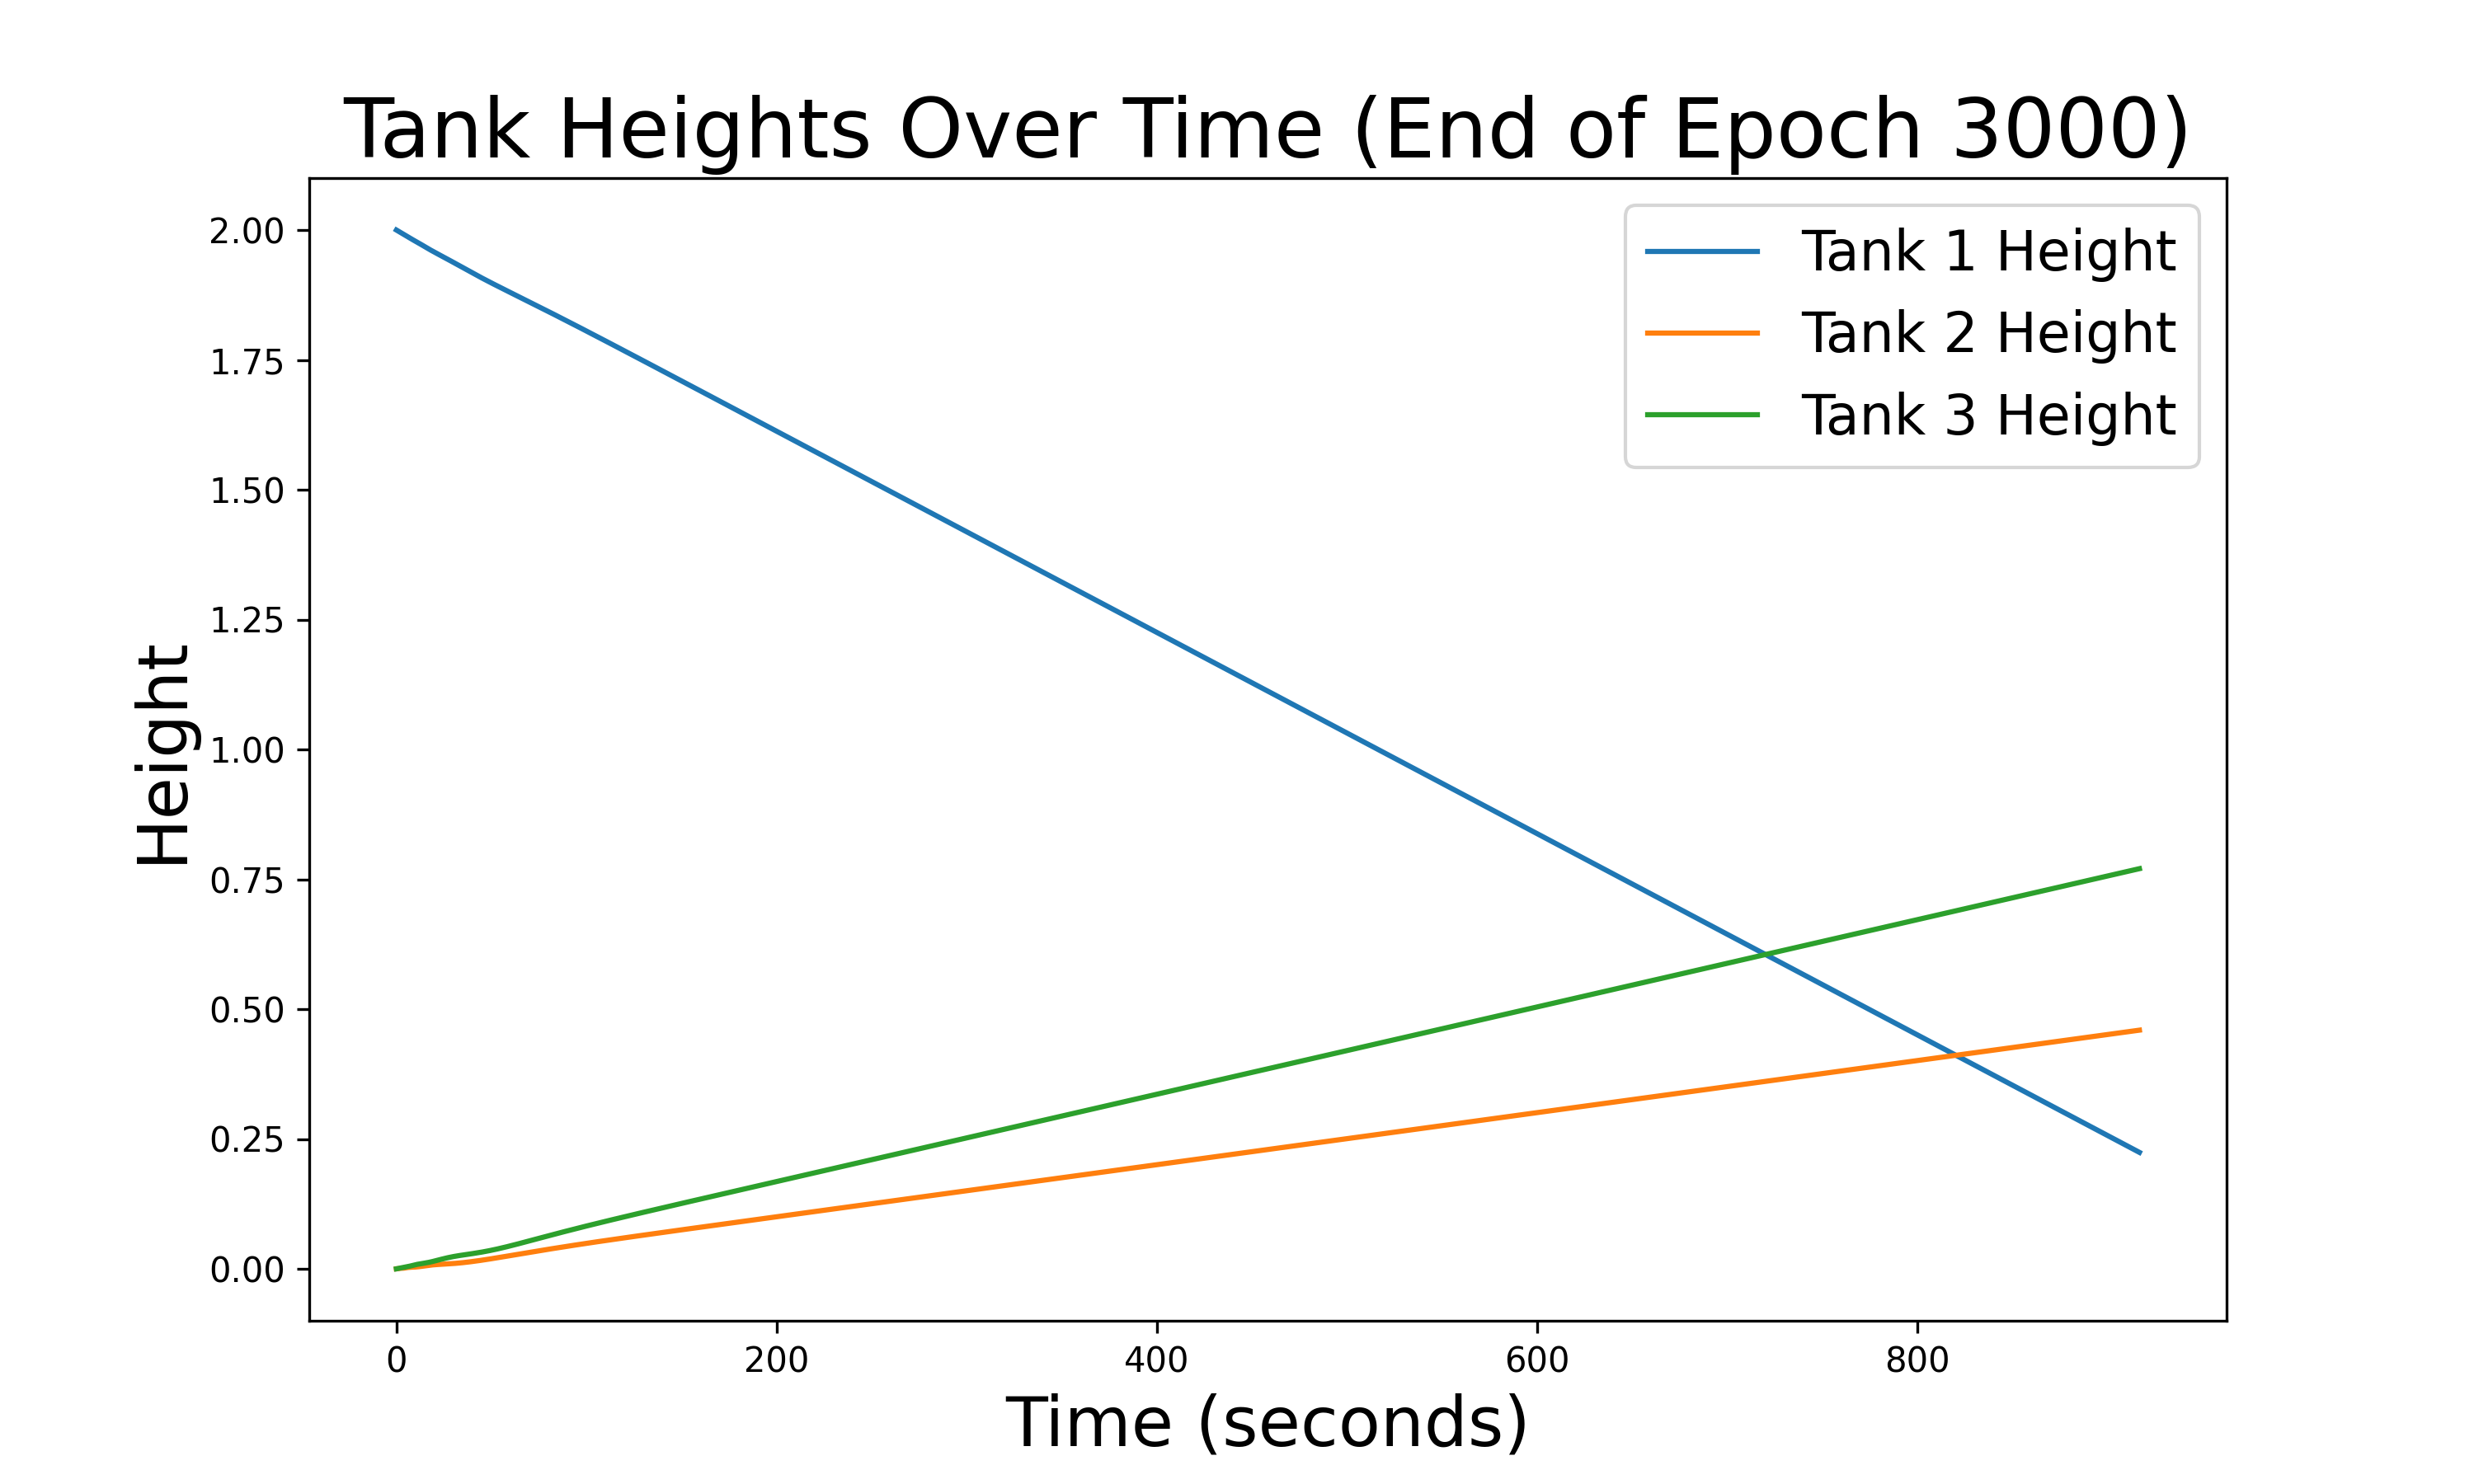 Tank Heights Over Time (End of Epoch 3000)
Tank 1 Height
Tank 2 Height
Tank 3 Height
Height
2.00
1.75
1.50
1.25
1.00
0.75
0.50
0.25
0.00
0 200 400 600 800
Time (seconds)